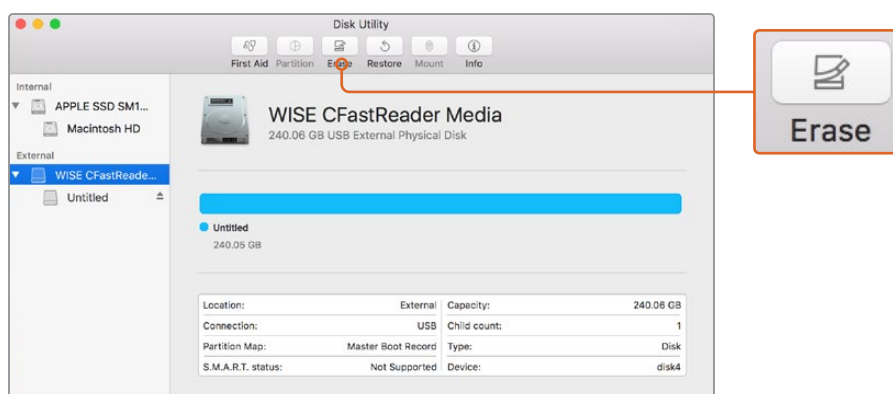 Disk Utility
First Aid Partition Erase Restore Mount Info
Erase
Internal
APPLE SSD SM1...
Macintosh HD
External
WISE CFastReade...
Untitled
WISE CFastReader Media
240.06 GB USB External Physical Disk
Untitled
240.05 GB
Location: External Capacity: 240.06 GB
Connection: USB Child count: 1
Partition Map: Master Boot Record Type: Disk
S.M.A.R.T. status: Not Supported Device: disk4